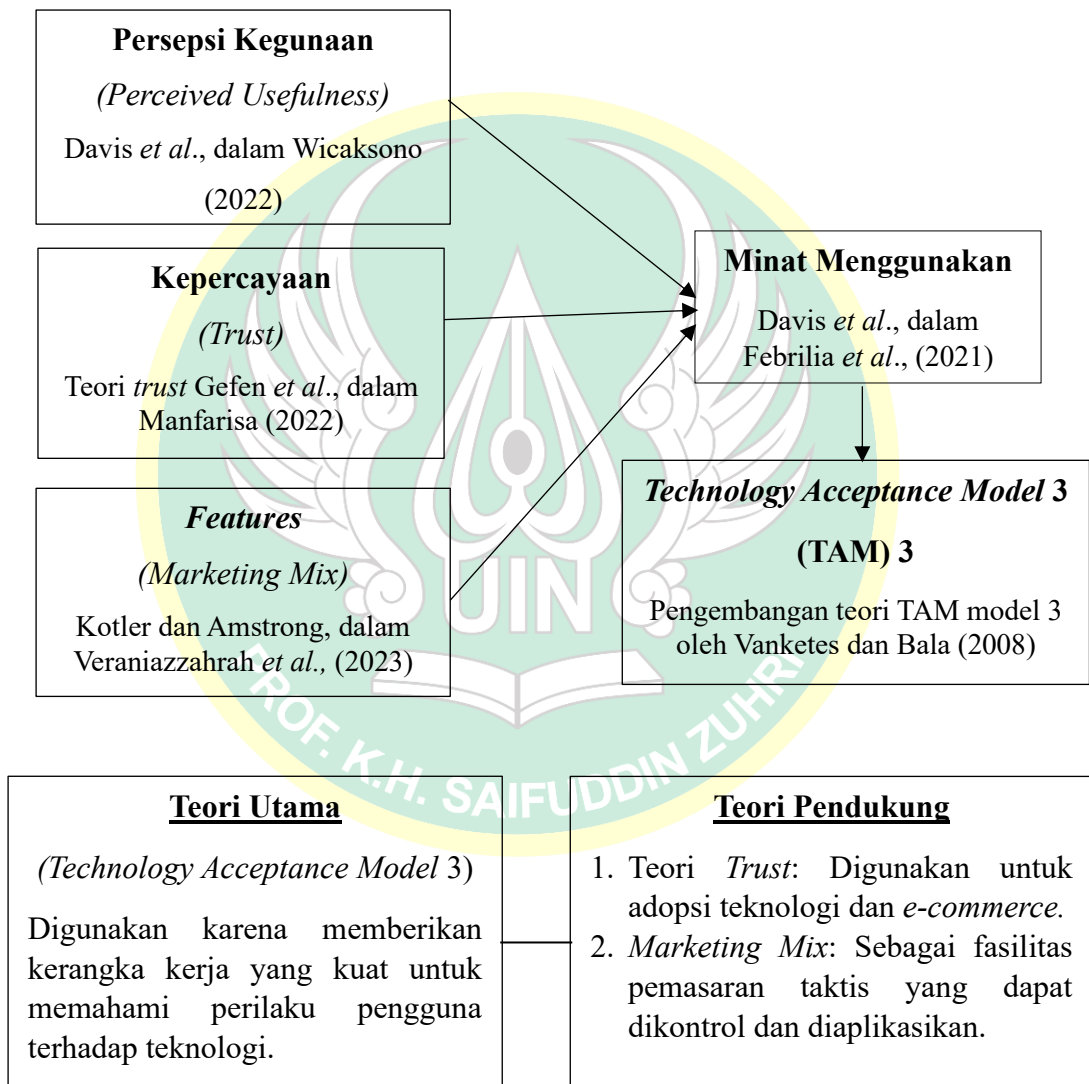 Persepsi Kegunaan
(Perceived Usefulness)
Davis et al., dalam Wicaksono
(2022)
Kepercayaan
(Trust)
Teori trust Gefen et al., dalam
Manfarisa (2022)
Features
(Marketing Mix)
Kotler dan Amstrong, dalam
Veraniazzahrah et al., (2023)
Minat Menggunakan
Davis et al., dalam
Febrilia et al., (2021)
Technology Acceptance Model 3
(TAM) 3
Pengembangan teori TAM model 3
oleh Vanketes dan Bala (2008)
UIN
PROF. K.H. SAIFUDDIN ZUHRI
Teori Utama
(Technology Acceptance Model 3)
Digunakan karena memberikan
kerangka kerja yang kuat untuk
memahami perilaku pengguna
terhadap teknologi.
Teori Pendukung
1. Teori Trust: Digunakan untuk
adopsi teknologi dan e-commerce.
2. Marketing Mix: Sebagai fasilitas
pemasaran taktis yang dapat
dikontrol dan diaplikasikan.